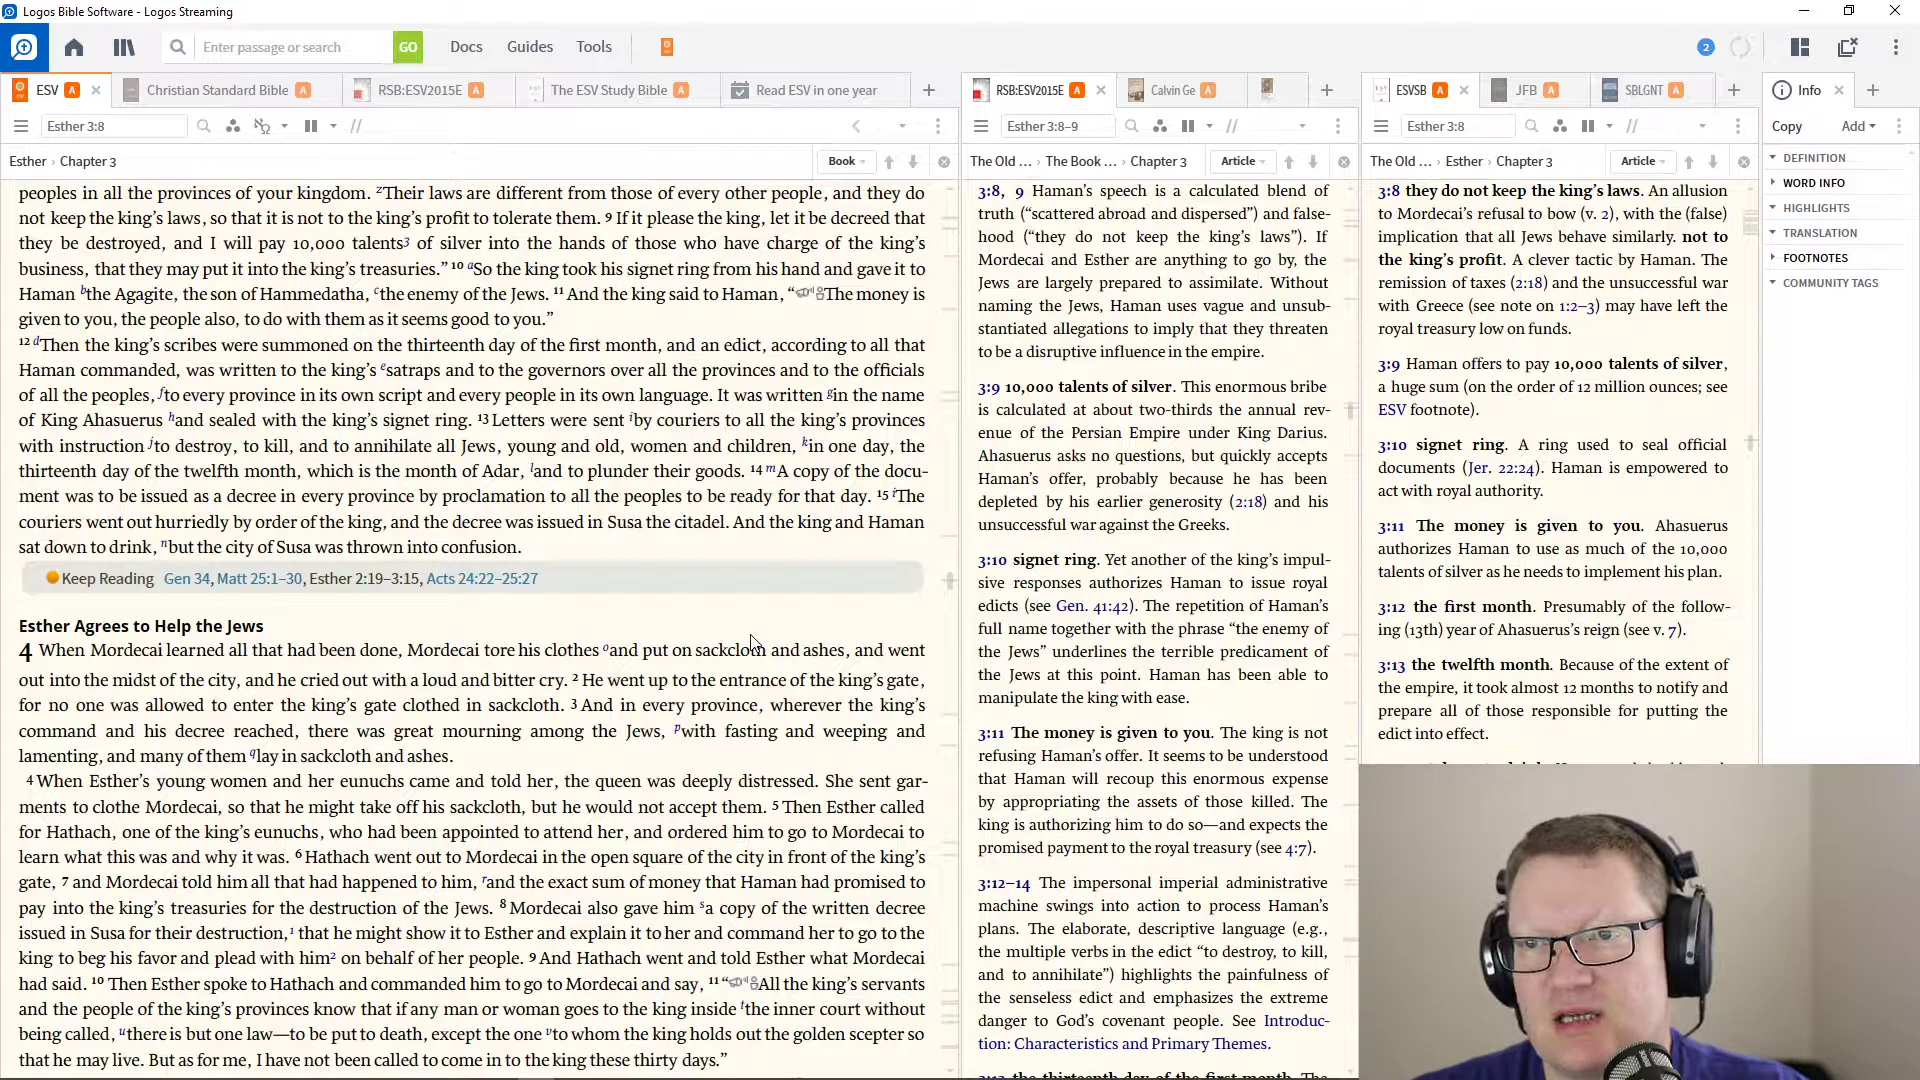 Logos Bible Software - Logos Streaming
Enter passage or search GO Docs Guides Tools 2
ESV A Christian Standard Bible A RSB:ESV2015E A The ESV Study Bible A Read ESV in one year
Esther 3:8
Esther › Chapter 3 Book
peoples in all the provinces of your kingdom. zTheir laws are different from those of every other people, and they do
not keep the king’s laws, so that it is not to the king’s profit to tolerate them. 9 If it please the king, let it be decreed that
they be destroyed, and I will pay 10,000 talents3 of silver into the hands of those who have charge of the king’s
business, that they may put it into the king’s treasuries.” 10 aSo the king took his signet ring from his hand and gave it to
Haman bthe Agagite, the son of Hammedatha, cthe enemy of the Jews. 11 And the king said to Haman, “The money is
given to you, the people also, to do with them as it seems good to you.”
12 dThen the king’s scribes were summoned on the thirteenth day of the first month, and an edict, according to all that
Haman commanded, was written to the king’s esatraps and to the governors over all the provinces and to the officials
of all the peoples, fto every province in its own script and every people in its own language. It was written gin the name
of King Ahasuerus hand sealed with the king’s signet ring. 13 Letters were sent iby couriers to all the king’s provinces
with instruction jto destroy, to kill, and to annihilate all Jews, young and old, women and children, kin one day, the
thirteenth day of the twelfth month, which is the month of Adar, land to plunder their goods. 14 mA copy of the docu-
ment was to be issued as a decree in every province by proclamation to all the peoples to be ready for that day. 15 iThe
couriers went out hurriedly by order of the king, and the decree was issued in Susa the citadel. And the king and Haman
sat down to drink, nbut the city of Susa was thrown into confusion.
Keep Reading Gen 34, Matt 25:1–30, Esther 2:19–3:15, Acts 24:22–25:27
Esther Agrees to Help the Jews
4 When Mordecai learned all that had been done, Mordecai tore his clothes oand put on sackcloth and ashes, and went
out into the midst of the city, and he cried out with a loud and bitter cry. 2 He went up to the entrance of the king’s gate,
for no one was allowed to enter the king’s gate clothed in sackcloth. 3 And in every province, wherever the king’s
command and his decree reached, there was great mourning among the Jews, pwith fasting and weeping and
lamenting, and many of them qlay in sackcloth and ashes.
4 When Esther’s young women and her eunuchs came and told her, the queen was deeply distressed. She sent gar-
ments to clothe Mordecai, so that he might take off his sackcloth, but he would not accept them. 5 Then Esther called
for Hathach, one of the king’s eunuchs, who had been appointed to attend her, and ordered him to go to Mordecai to
learn what this was and why it was. 6 Hathach went out to Mordecai in the open square of the city in front of the king’s
gate, 7 and Mordecai told him all that had happened to him, rand the exact sum of money that Haman had promised to
pay into the king’s treasuries for the destruction of the Jews. 8 Mordecai also gave him sa copy of the written decree
issued in Susa for their destruction,1 that he might show it to Esther and explain it to her and command her to go to the
king to beg his favor and plead with him2 on behalf of her people. 9 And Hathach went and told Esther what Mordecai
had said. 10 Then Esther spoke to Hathach and commanded him to go to Mordecai and say, 11 “All the king’s servants
and the people of the king’s provinces know that if any man or woman goes to the king inside tthe inner court without
being called, uthere is but one law—to be put to death, except the one vto whom the king holds out the golden scepter so
that he may live. But as for me, I have not been called to come in to the king these thirty days.”
RSB:ESV2015E A Calvin Ge A
Esther 3:8–9
The Old ... › The Book ... › Chapter 3 Article
3:8, 9 Haman’s speech is a calculated blend of
truth (“scattered abroad and dispersed”) and false-
hood (“they do not keep the king’s laws”). If
Mordecai and Esther are anything to go by, the
Jews are largely prepared to assimilate. Without
naming the Jews, Haman uses vague and unsub-
stantiated allegations to imply that they threaten
to be a disruptive influence in the empire.
3:9 10,000 talents of silver. This enormous bribe
is calculated at about two-thirds the annual rev-
enue of the Persian Empire under King Darius.
Ahasuerus asks no questions, but quickly accepts
Haman’s offer, probably because he has been
depleted by his earlier generosity (2:18) and his
unsuccessful war against the Greeks.
3:10 signet ring. Yet another of the king’s impul-
sive responses authorizes Haman to issue royal
edicts (see Gen. 41:42). The repetition of Haman’s
full name together with the phrase “the enemy of
the Jews” underlines the terrible predicament of
the Jews at this point. Haman has been able to
manipulate the king with ease.
3:11 The money is given to you. The king is not
refusing Haman’s offer. It seems to be understood
that Haman will recoup this enormous expense
by appropriating the assets of those killed. The
king is authorizing him to do so—and expects the
promised payment to the royal treasury (see 4:7).
3:12–14 The impersonal imperial administrative
machine swings into action to process Haman’s
plans. The elaborate, descriptive language (e.g.,
the multiple verbs in the edict “to destroy, to kill,
and to annihilate”) highlights the painfulness of
the senseless edict and emphasizes the extreme
danger to God’s covenant people. See Introduc-
tion: Characteristics and Primary Themes.
ESVSB A JFB A SBLGNT A
Esther 3:8
The Old ... › Esther › Chapter 3 Article
3:8 they do not keep the king’s laws. An allusion
to Mordecai’s refusal to bow (v. 2), with the (false)
implication that all Jews behave similarly. not to
the king’s profit. A clever tactic by Haman. The
remission of taxes (2:18) and the unsuccessful war
with Greece (see note on 1:2–3) may have left the
royal treasury low on funds.
3:9 Haman offers to pay 10,000 talents of silver,
a huge sum (on the order of 12 million ounces; see
ESV footnote).
3:10 signet ring. A ring used to seal official
documents (Jer. 22:24). Haman is empowered to
act with royal authority.
3:11 The money is given to you. Ahasuerus
authorizes Haman to use as much of the 10,000
talents of silver as he needs to implement his plan.
3:12 the first month. Presumably of the follow-
ing (13th) year of Ahasuerus’s reign (see v. 7).
3:13 the twelfth month. Because of the extent of
the empire, it took almost 12 months to notify and
prepare all of those responsible for putting the
edict into effect.
Info
Copy Add
DEFINITION
WORD INFO
HIGHLIGHTS
TRANSLATION
FOOTNOTES
COMMUNITY TAGS